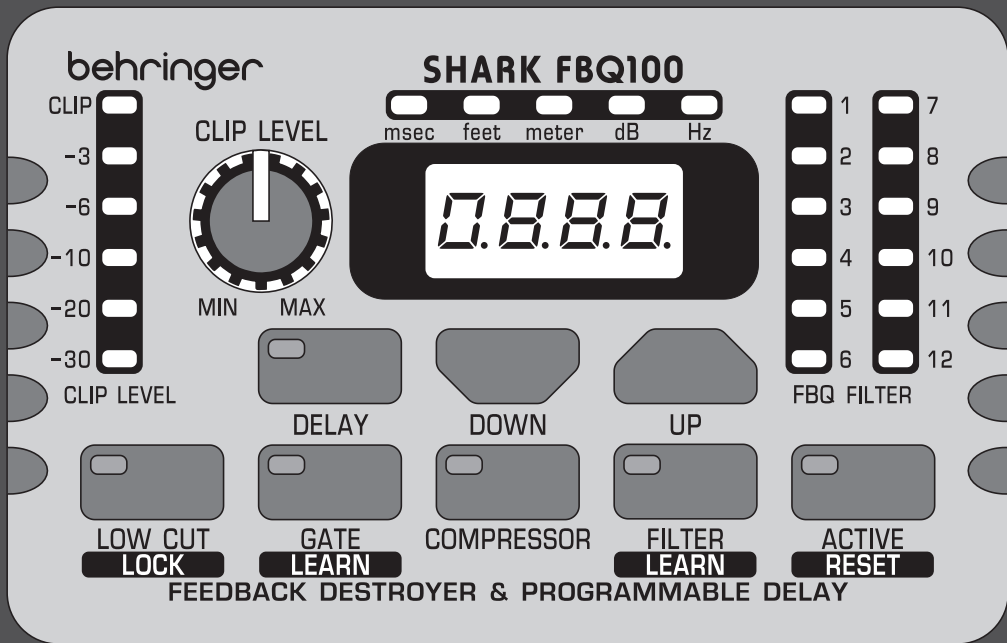 behringer
SHARK FBQ100
CLIP
-3
-6
-10
-20
-30
CLIP LEVEL
CLIP LEVEL
MIN MAX
msec feet meter dB Hz
0.8.8.8.
1
2
3
4
5
6
7
8
9
10
11
12
FBQ FILTER
DELAY DOWN UP
LOW CUT GATE COMPRESSOR FILTER ACTIVE
LOCK LEARN LEARN RESET
FEEDBACK DESTROYER & PROGRAMMABLE DELAY